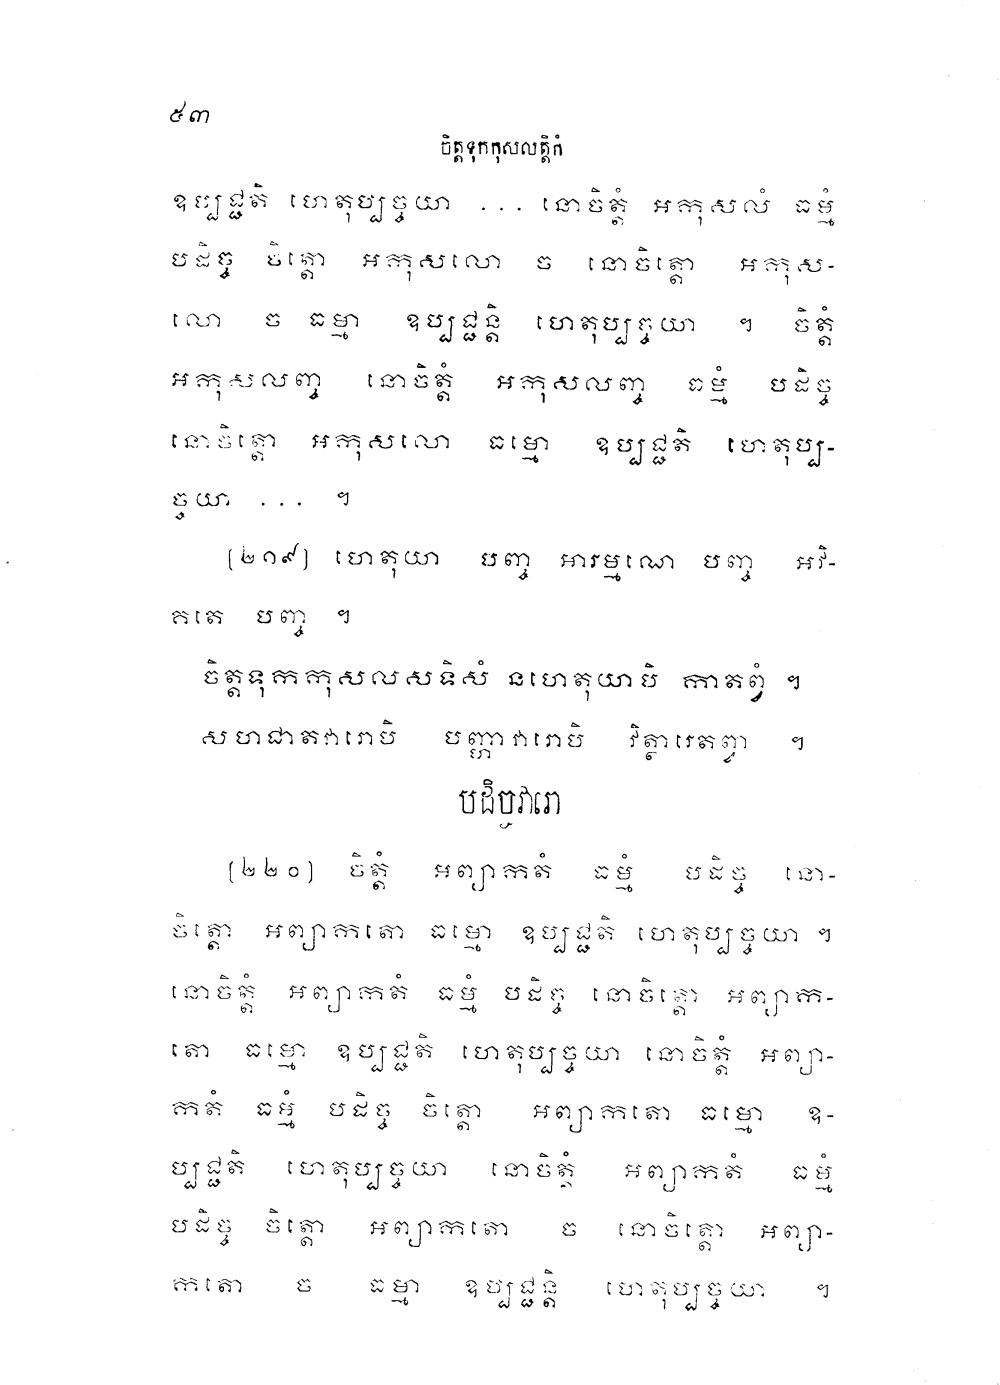 ៥៣
ចិត្តទុកកុសលត្តិកំ
ឧប្បជ្ជតិ ហេតុប្បច្ចយា ... នោចិត្តំ អកុសលំ ធម្មំ
បដិច្ច ចិត្តោ អកុសលោ ច នោចិត្តោ អកុស-
លោ ច ធម្មា ឧប្បជ្ជន្តិ ហេតុប្បច្ចយា ។ ចិត្តំ
អកុសលញ្ច នោចិត្តំ អកុសលញ្ច ធម្មំ បដិច្ច
នោចិត្តោ អកុសលោ ធម្មោ ឧប្បជ្ជតិ ហេតុប្ប-
ច្ចយា ... ។
[២១៩] ហេតុយា បញ្ច អារម្មណេ បញ្ច អវិ-
គតេ បញ្ច ។
ចិត្តទុកកុសលសទិសំ នហេតុយាបិ កាតព្វំ ។
សហជាតវារោបិ បញ្ហាវារោបិ វិត្ថារេតព្វា ។
បដិច្ចវារោ
[២២០] ចិត្តំ អព្យាកតំ ធម្មំ បដិច្ច នោ-
ចិត្តោ អព្យាកតោ ធម្មោ ឧប្បជ្ជតិ ហេតុប្បច្ចយា ។
នោចិត្តំ អព្យាកតំ ធម្មំ បដិច្ច នោចិត្តោ អព្យាក-
តោ ធម្មោ ឧប្បជ្ជតិ ហេតុប្បច្ចយា នោចិត្តំ អព្យា-
កតំ ធម្មំ បដិច្ច ចិត្តោ អព្យាកតោ ធម្មោ ឧ-
ប្បជ្ជតិ ហេតុប្បច្ចយា នោចិត្តំ អព្យាកតំ ធម្មំ
បដិច្ច ចិត្តោ អព្យាកតោ ច នោចិត្តោ អព្យា-
កតោ ច ធម្មា ឧប្បជ្ជន្តិ ហេតុប្បច្ចយា ។